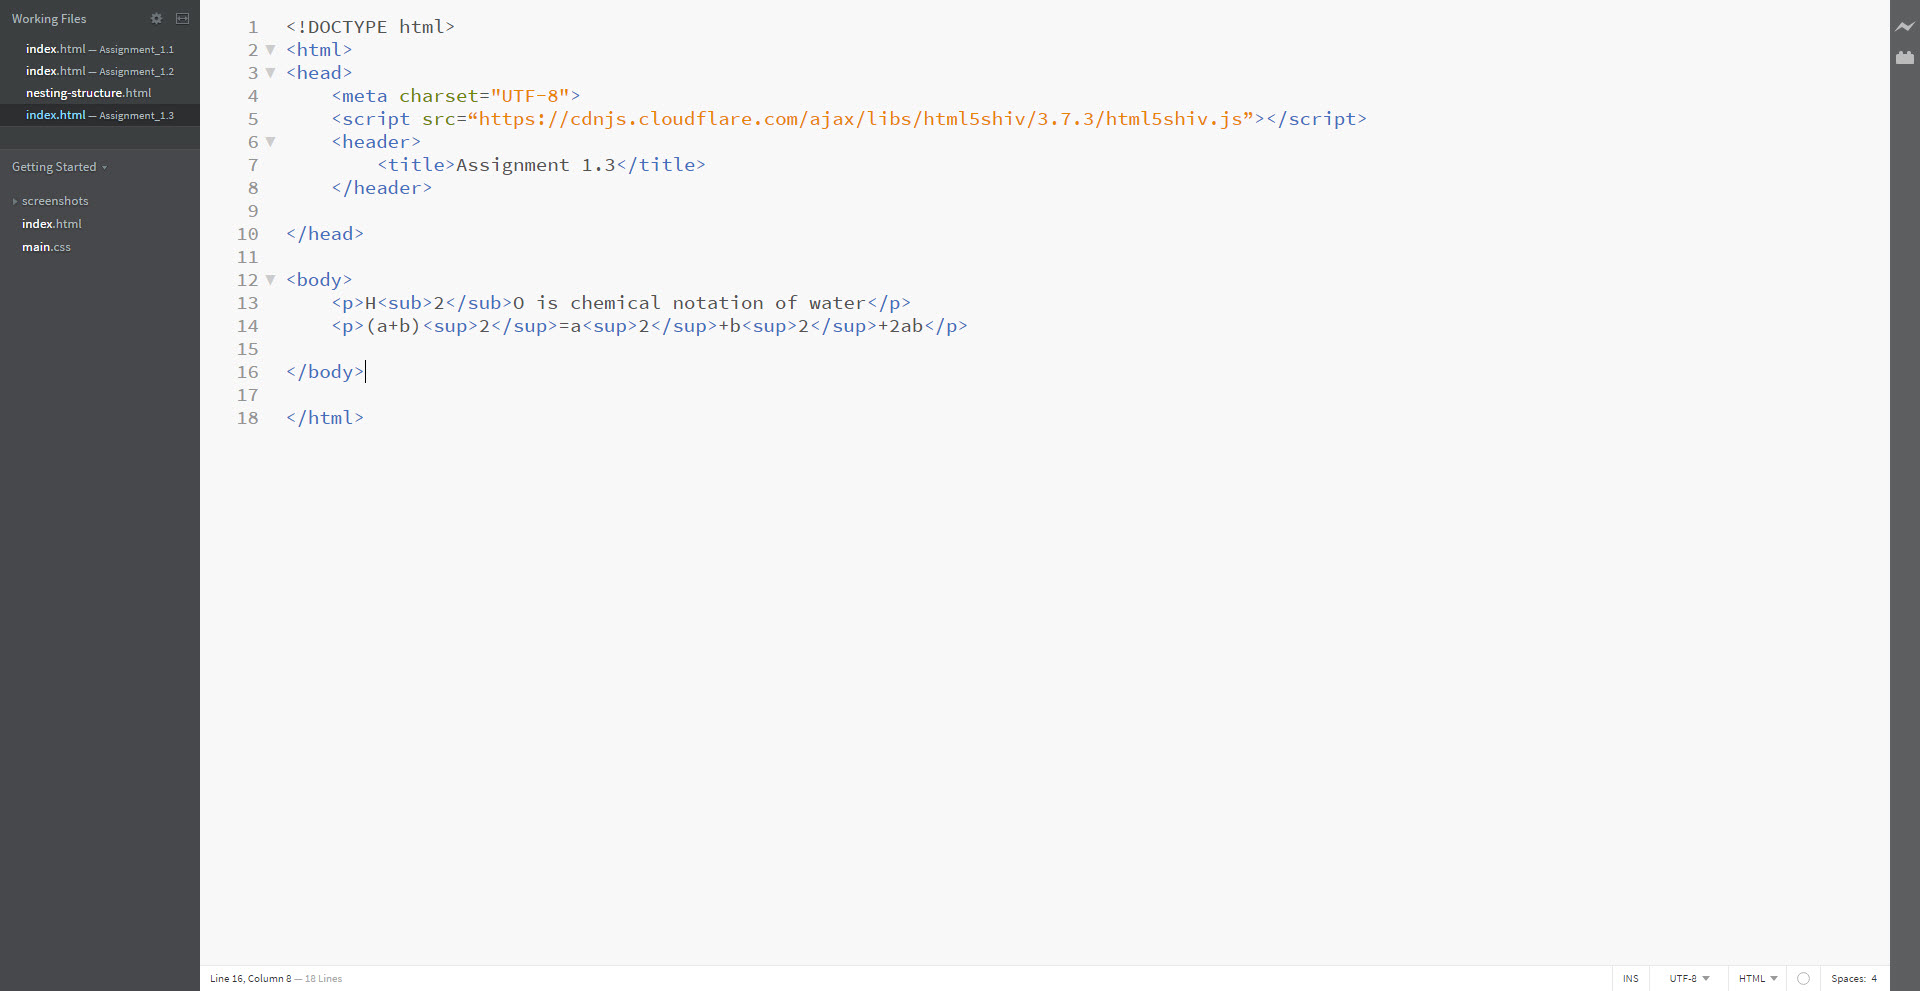 Working Files
index.html — Assignment_1.1
index.html — Assignment_1.2
nesting-structure.html
index.html — Assignment_1.3
Getting Started
screenshots
index.html
main.css
1 <!DOCTYPE html>
2 <html>
3 <head>
4     <meta charset="UTF-8">
5     <script src=“https://cdnjs.cloudflare.com/ajax/libs/html5shiv/3.7.3/html5shiv.js”></script>
6     <header>
7         <title>Assignment 1.3</title>
8     </header>
9
10 </head>
11
12 <body>
13     <p>H<sub>2</sub>O is chemical notation of water</p>
14     <p>(a+b)<sup>2</sup>=a<sup>2</sup>+b<sup>2</sup>+2ab</p>
15
16 </body>
17
18 </html>
Line 16, Column 8 — 18 Lines
INS UTF-8 HTML Spaces: 4